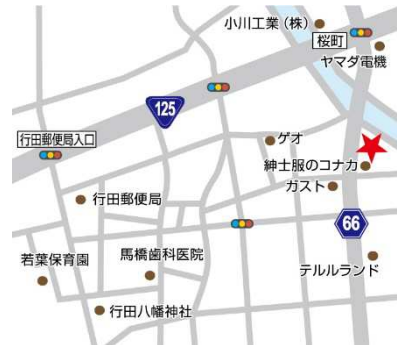 小川工業（株）
桜町
ヤマダ電機
125
行田郵便局入口
ゲオ
紳士服のコナカ
ガスト
行田郵便局
66
若葉保育園
馬橋歯科医院
テルルランド
行田八幡神社